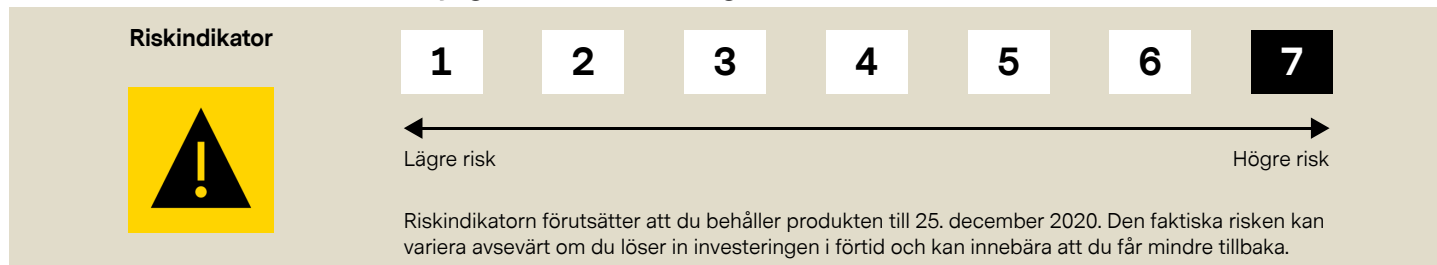 Riskindikator
1 2 3 4 5 6 7
Lägre risk Högre risk
Riskindikatorn förutsätter att du behåller produkten till 25. december 2020. Den faktiska risken kan
variera avsevärt om du löser in investeringen i förtid och kan innebära att du får mindre tillbaka.